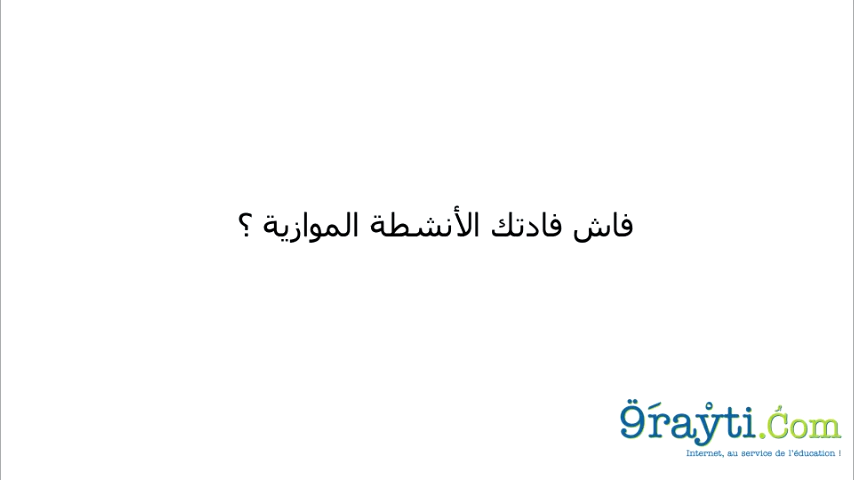 فاش فادتك الأنشطة الموازية ؟
9rayti.Com
Internet, au service de l'éducation !